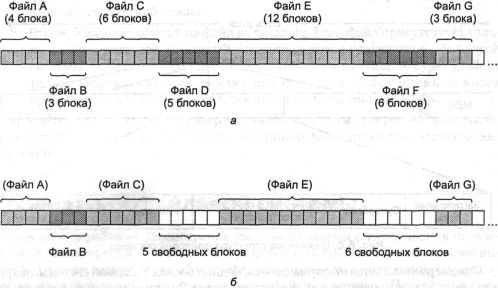 Файл A Файл C Файл E Файл G
(4 блока) (6 блоков) (12 блоков) (3 блока)
...
Файл B Файл D Файл F
(3 блока) (5 блоков) (6 блоков)
а
(Файл A) (Файл C) (Файл E) (Файл G)
...
Файл B 5 свободных блоков 6 свободных блоков
б